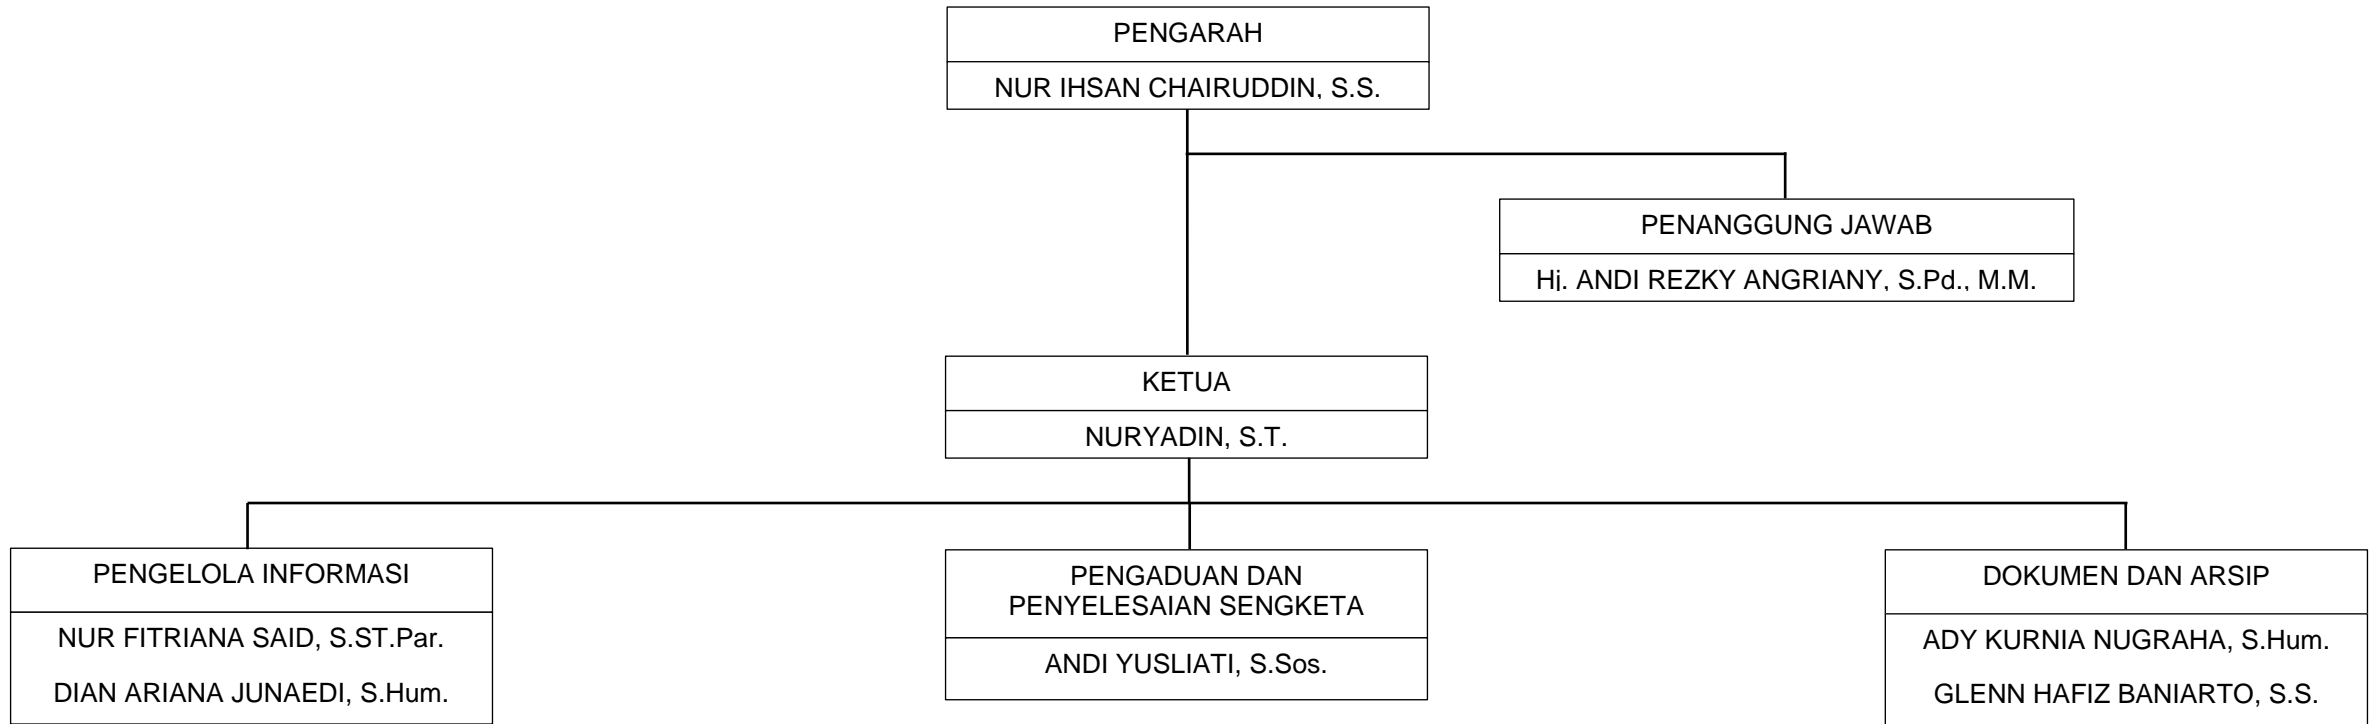 PENGARAH
NUR IHSAN CHAIRUDDIN, S.S.
PENANGGUNG JAWAB
Hj. ANDI REZKY ANGRIANY, S.Pd., M.M.
KETUA
NURYADIN, S.T.
PENGELOLA INFORMASI
NUR FITRIANA SAID, S.ST.Par.
DIAN ARIANA JUNAEDI, S.Hum.
PENGADUAN DAN
PENYELESAIAN SENGKETA
ANDI YUSLIATI, S.Sos.
DOKUMEN DAN ARSIP
ADY KURNIA NUGRAHA, S.Hum.
GLENN HAFIZ BANIARTO, S.S.